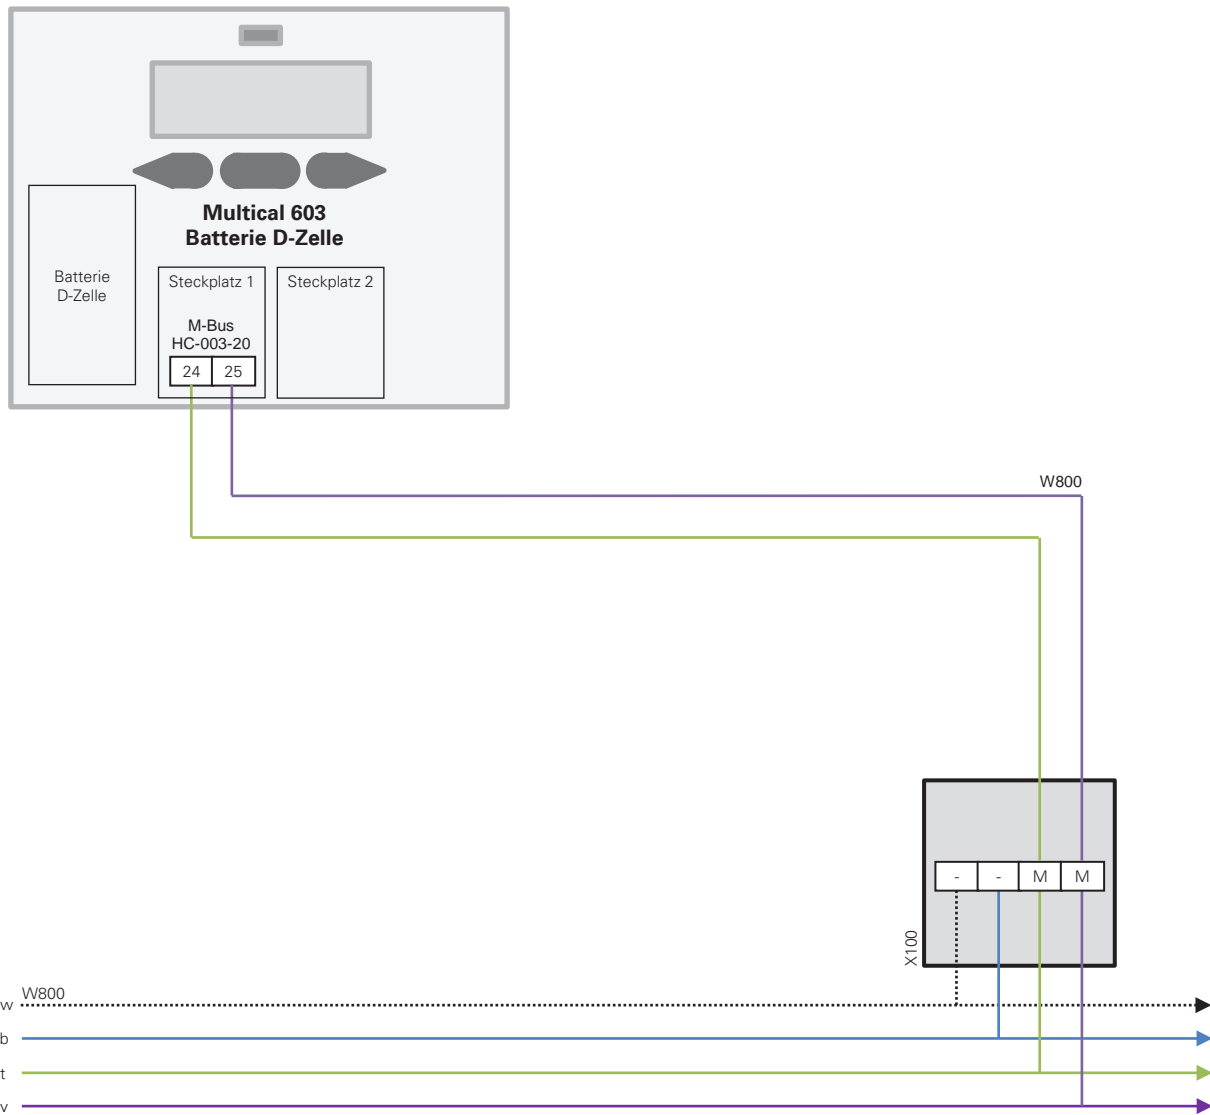 Multical 603
Batterie D-Zelle
Batterie
D-Zelle
Steckplatz 1
M-Bus
HC-003-20
24 25
Steckplatz 2
W800
- - M M
X100
W800
w
b
t
v